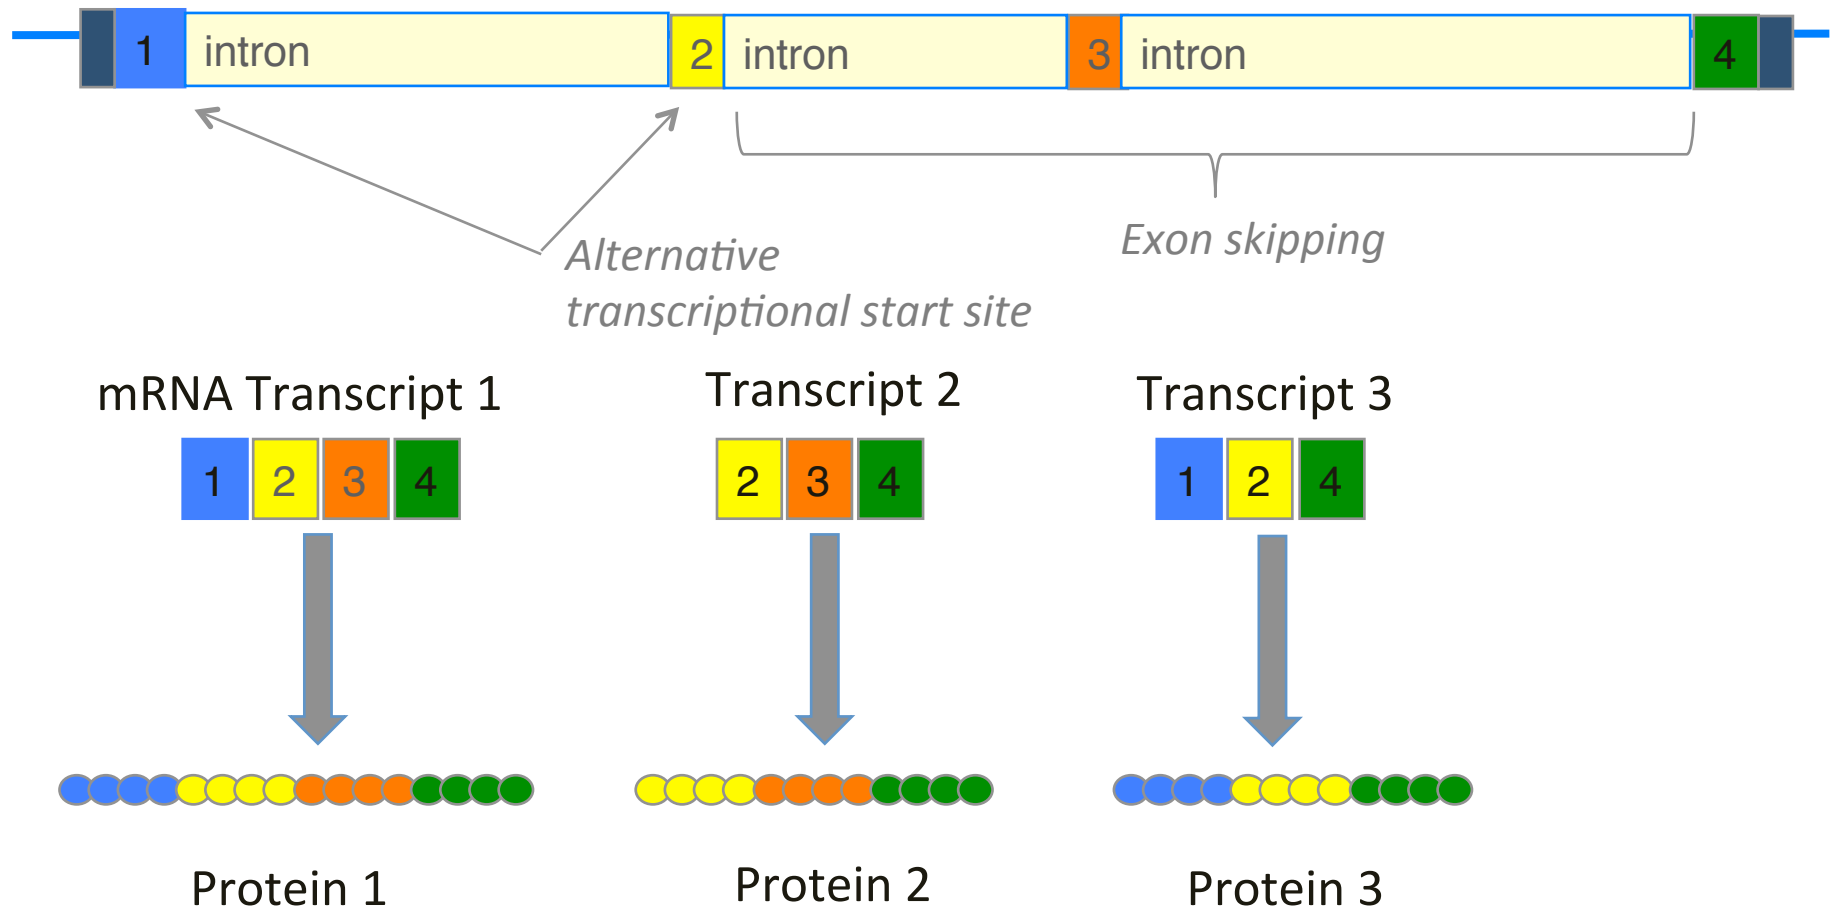 1 intron 2 intron 3 intron 4
Alternative
transcriptional start site
Exon skipping
mRNA Transcript 1
Transcript 2
Transcript 3
1 2 3 4
2 3 4
1 2 4
Protein 1
Protein 2
Protein 3